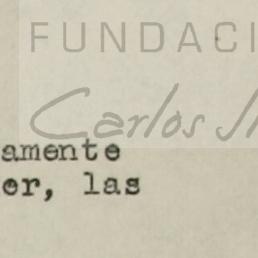 FUNDACI
Carlos
amente
er, las